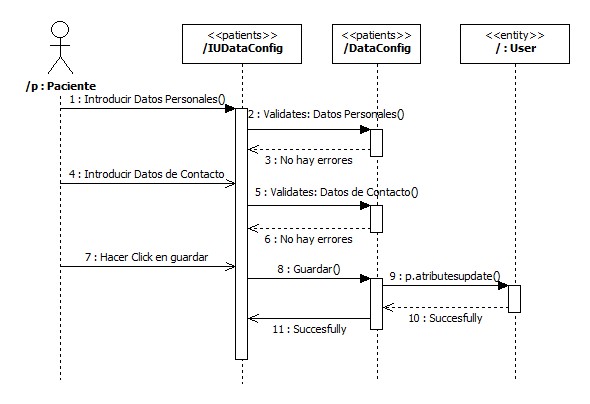 <<patients>>
/IUDataConfig
<<patients>>
/DataConfig
<<entity>>
/ : User
/p : Paciente
1 : Introducir Datos Personales()
2 : Validates: Datos Personales()
3 : No hay errores
4 : Introducir Datos de Contacto
5 : Validates: Datos de Contacto()
6 : No hay errores
7 : Hacer Click en guardar
8 : Guardar()
9 : p.atributesupdate()
10 : Succesfully
11 : Succesfully